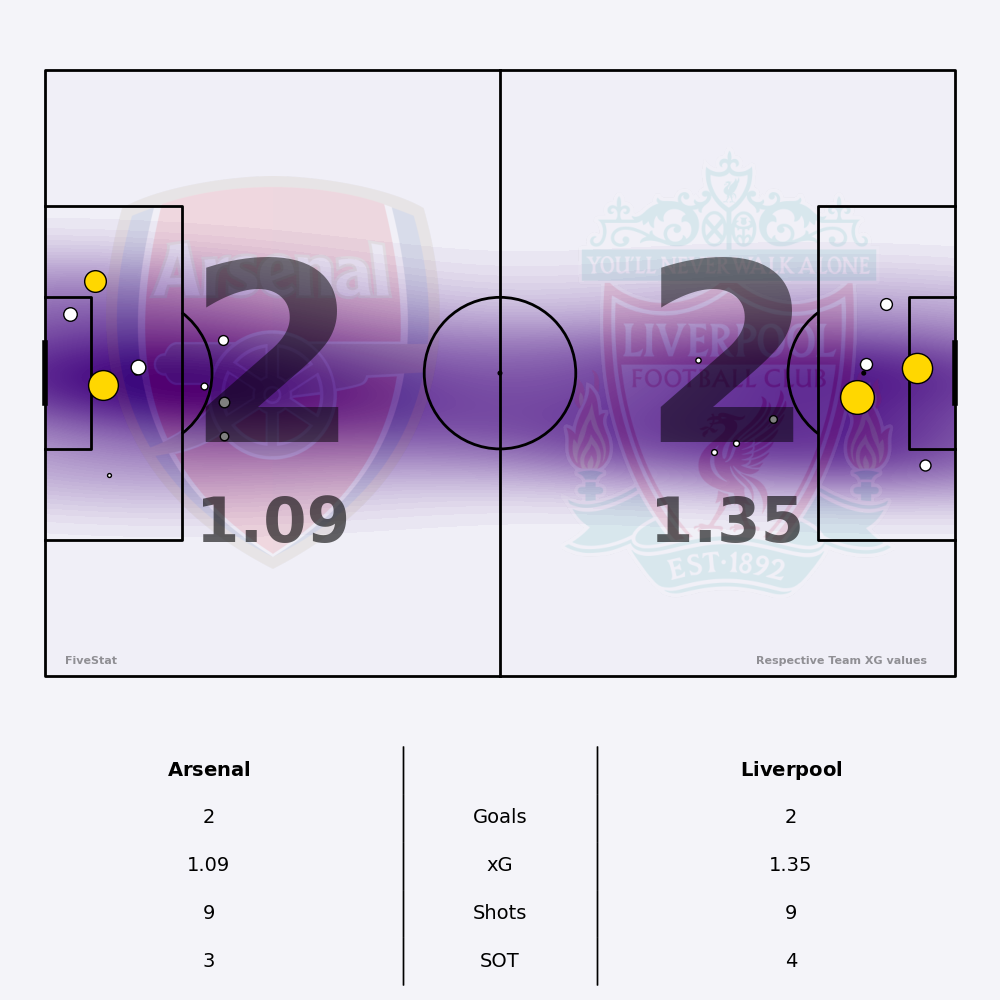 Arsenal
YOU'LL NEVER WALK ALONE
LIVERPOOL
FOOTBALL CLUB
2 2
1.09 1.35
EST·1892
FiveStat Respective Team XG values
Arsenal Liverpool
2 Goals 2
1.09 xG 1.35
9 Shots 9
3 SOT 4